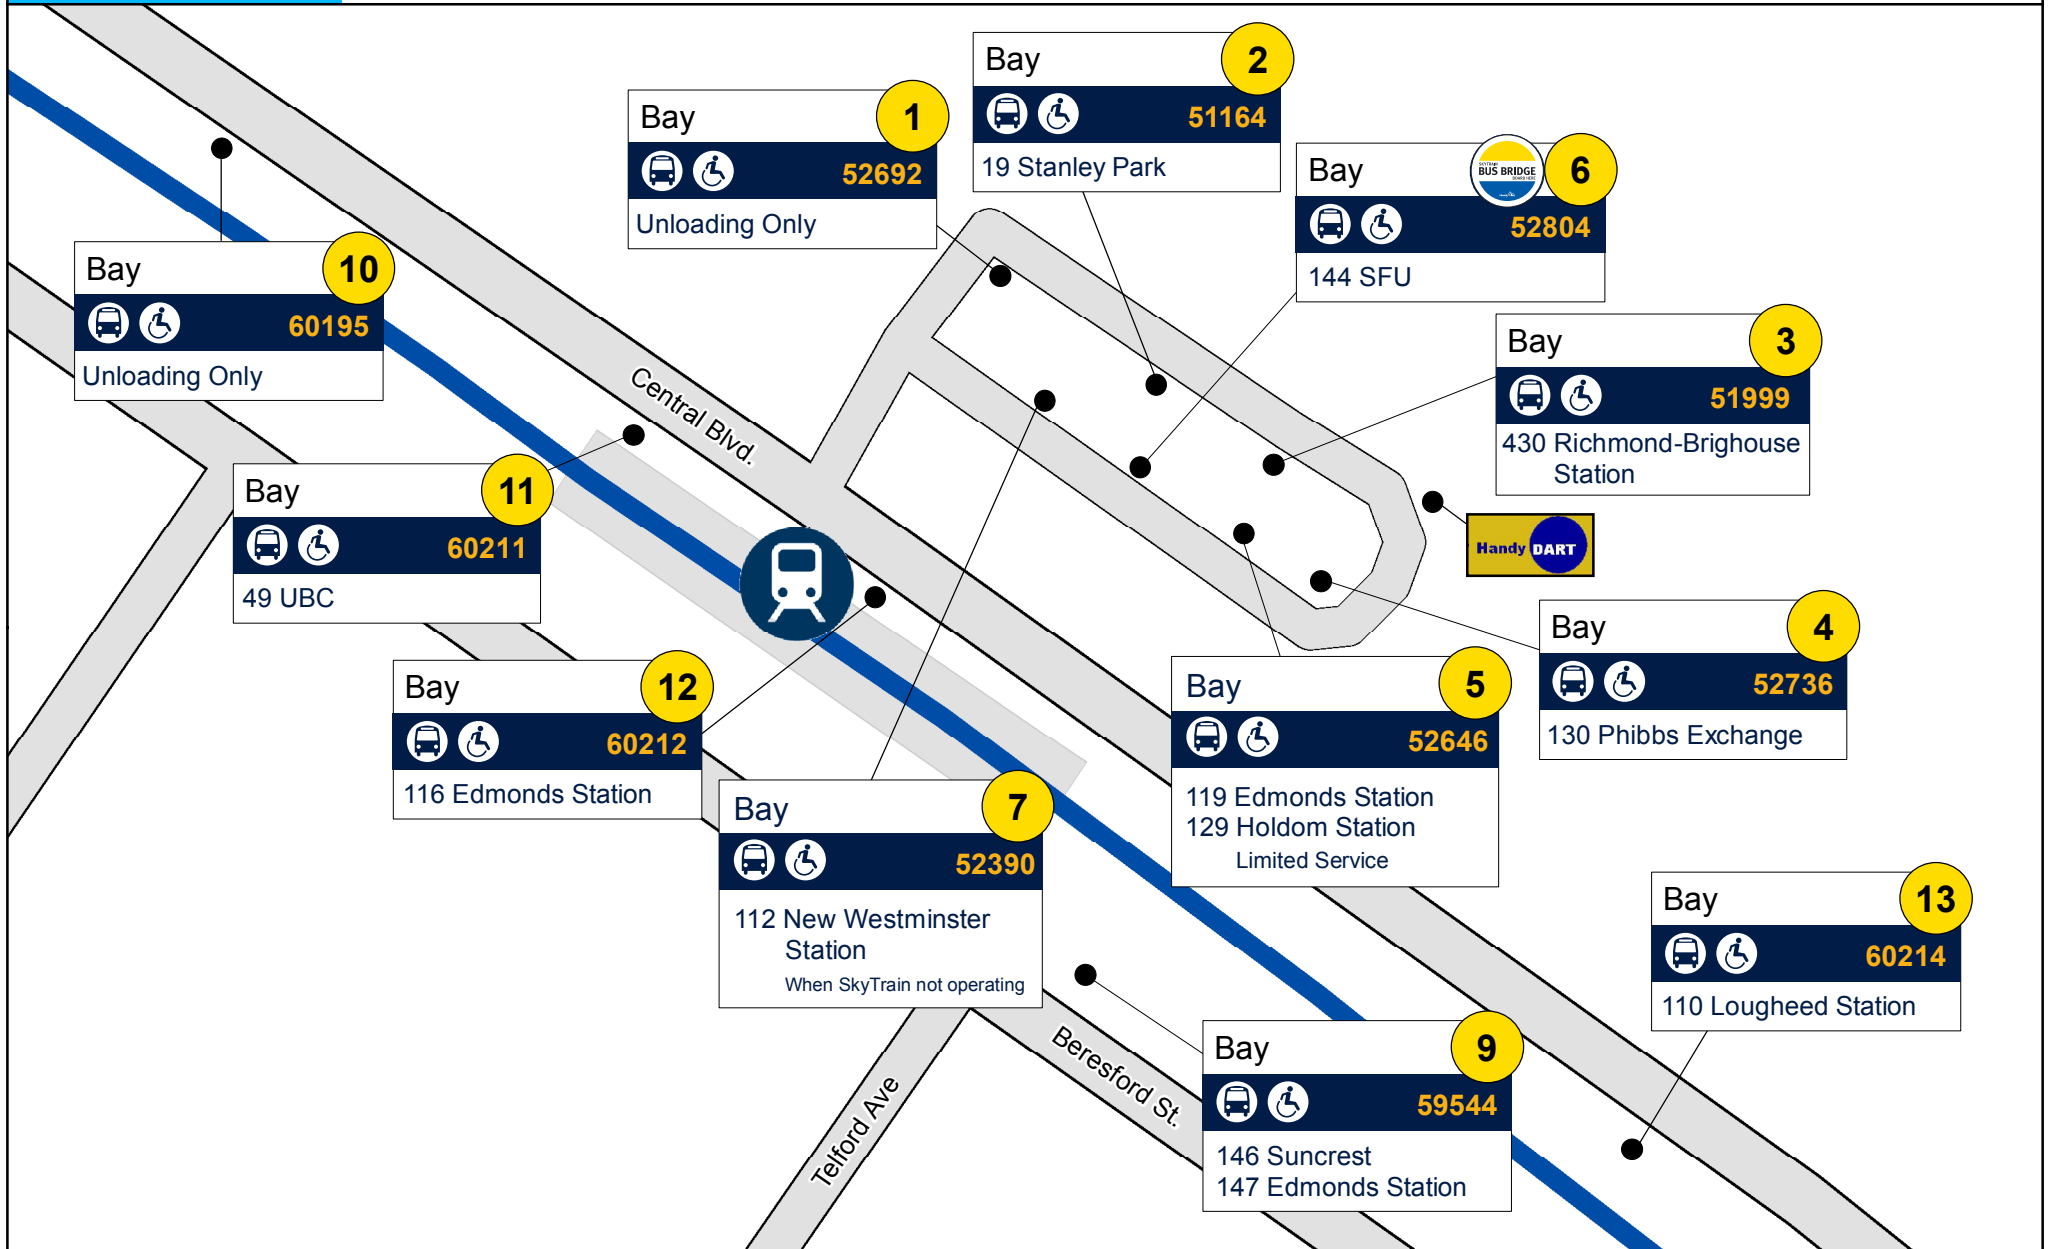 Bay 1
52692
Unloading Only
Bay 2
51164
19 Stanley Park
Bay 6
BUS BRIDGE
52804
144 SFU
Bay 3
51999
430 Richmond-Brighouse
Station
Bay 10
60195
Unloading Only
Central Blvd.
Bay 11
60211
49 UBC
Handy DART
Bay 4
52736
130 Phibbs Exchange
Bay 12
60212
116 Edmonds Station
Bay 5
52646
119 Edmonds Station
129 Holdom Station
Limited Service
Bay 7
52390
112 New Westminster
Station
When SkyTrain not operating
Bay 13
60214
110 Lougheed Station
Bay 9
59544
146 Suncrest
147 Edmonds Station
Beresford St.
Telford Ave